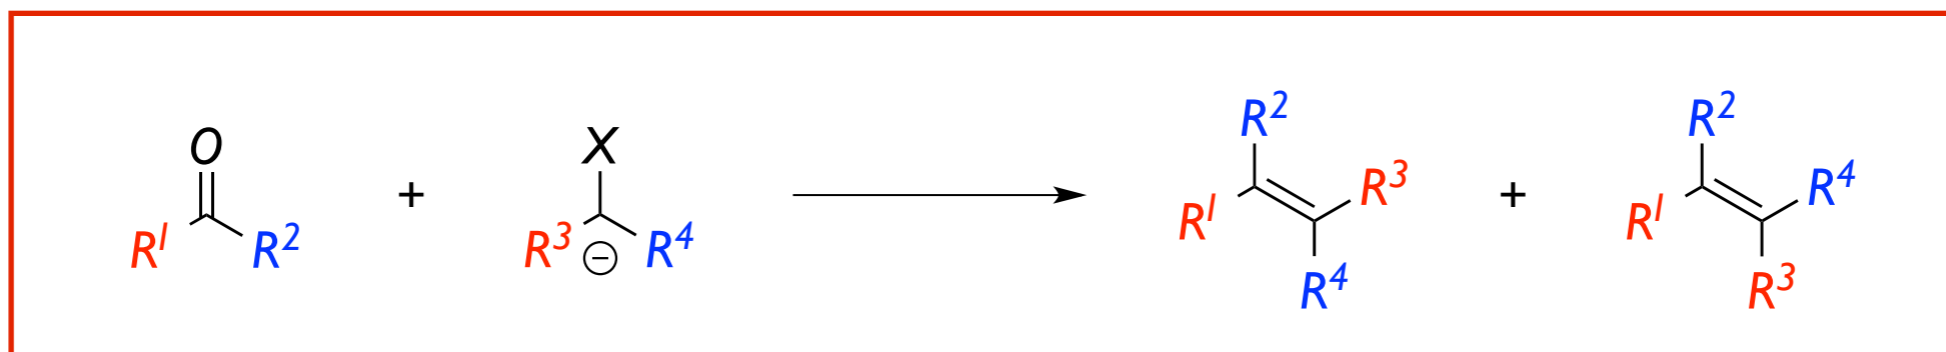 O
R¹ R²
+
X
R³ ⊖ R⁴
R²
R¹ R³
R⁴
+
R²
R¹ R⁴
R³